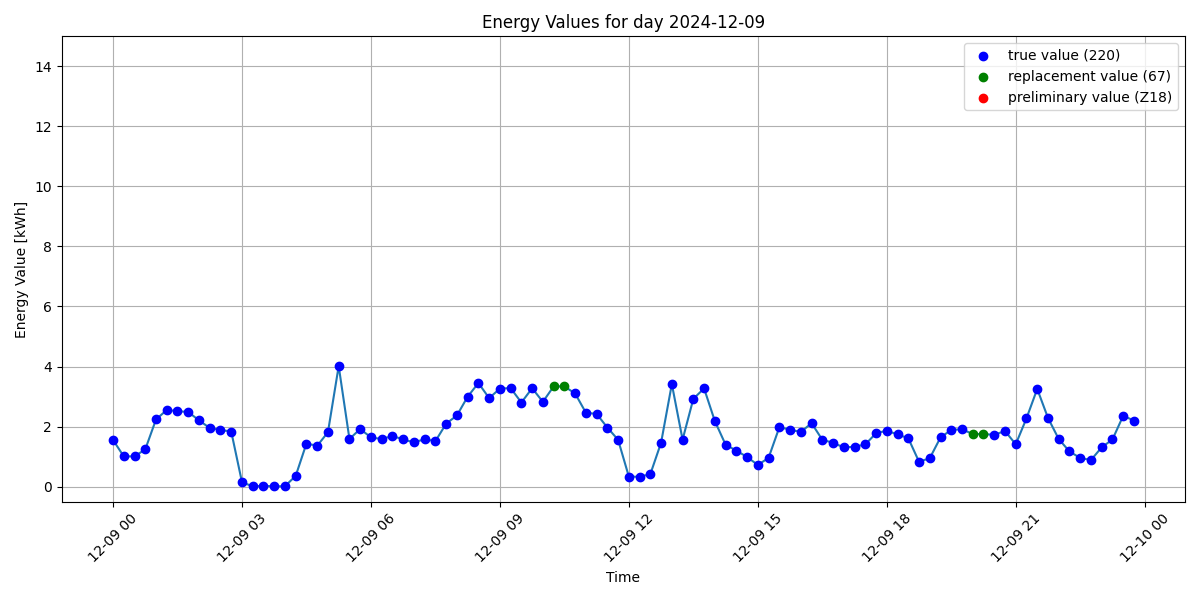 Energy Values for day 2024-12-09
true value (220)
replacement value (67)
preliminary value (Z18)
Energy Value [kWh]
14
12
10
8
6
4
2
0
12-09 00
12-09 03
12-09 06
12-09 09
12-09 12
12-09 15
12-09 18
12-09 21
12-10 00
Time